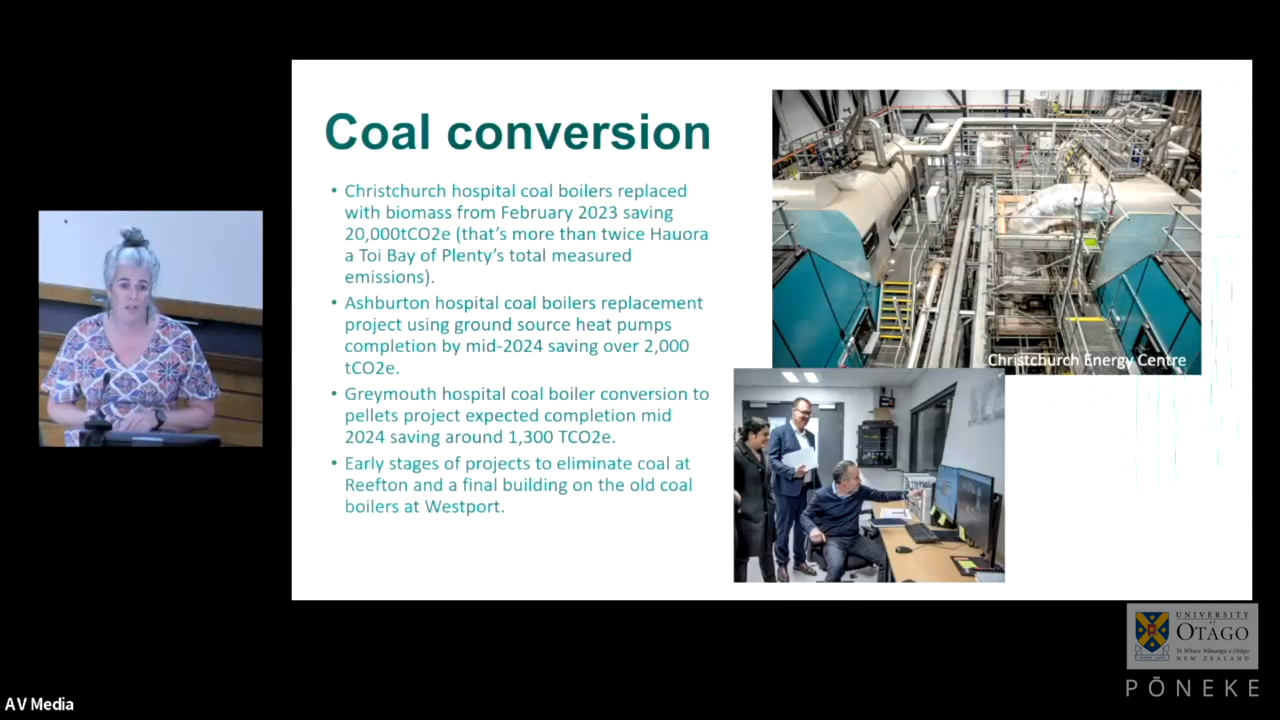 Coal conversion
• Christchurch hospital coal boilers replaced
with biomass from February 2023 saving
20,000tCO2e (that's more than twice Hauora
a Toi Bay of Plenty's total measured
emissions).
• Ashburton hospital coal boilers replacement
project using ground source heat pumps
completion by mid-2024 saving over 2,000
tCO2e.
• Greymouth hospital coal boiler conversion to
pellets project expected completion mid
2024 saving around 1,300 TCO2e.
• Early stages of projects to eliminate coal at
Reefton and a final building on the old coal
boilers at Westport.
Christchurch Energy Centre
UNIVERSITY
of
OTAGO
Te Whare Wānanga o Otāgo
NEW ZEALAND
PŌNEKE
AV Media